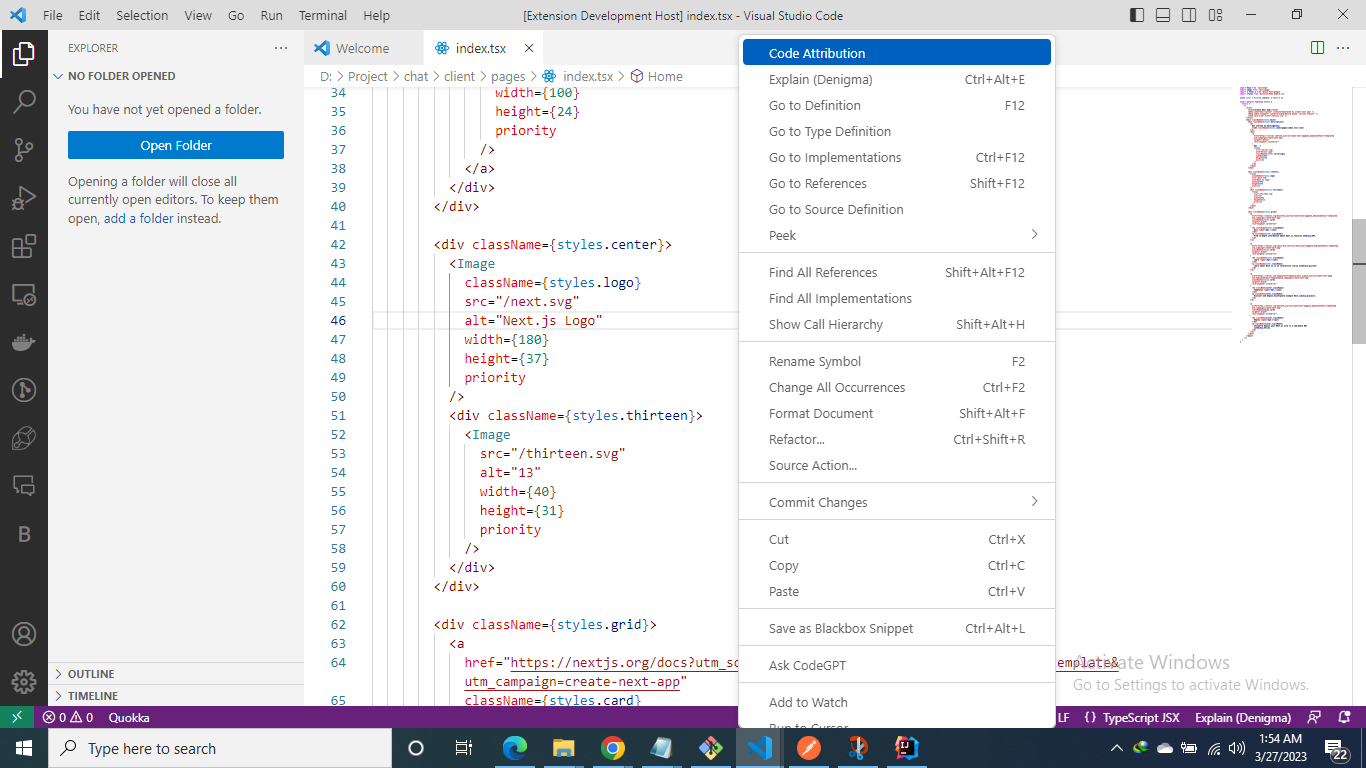 File Edit Selection View Go Run Terminal Help [Extension Development Host] index.tsx - Visual Studio Code
EXPLORER
NO FOLDER OPENED
You have not yet opened a folder.
Open Folder
Opening a folder will close all
currently open editors. To keep them
open, add a folder instead.
OUTLINE
TIMELINE
Welcome index.tsx
D: > Project > chat > client > pages > index.tsx > Home
34 width={100}
35 height={24}
36 priority
37 />
38 </a>
39 </div>
40 </div>
41
42 <div className={styles.center}>
43 <Image
44 className={styles.logo}
45 src="/next.svg"
46 alt="Next.js Logo"
47 width={180}
48 height={37}
49 priority
50 />
51 <div className={styles.thirteen}>
52 <Image
53 src="/thirteen.svg"
54 alt="13"
55 width={40}
56 height={31}
57 priority
58 />
59 </div>
60 </div>
61
62 <div className={styles.grid}>
63 <a
64 href="https://nextjs.org/docs?utm_so emplate&
utm_campaign=create-next-app"
65 className={styles.card}
Code Attribution
Explain (Denigma) Ctrl+Alt+E
Go to Definition F12
Go to Type Definition
Go to Implementations Ctrl+F12
Go to References Shift+F12
Go to Source Definition
Peek
Find All References Shift+Alt+F12
Find All Implementations
Show Call Hierarchy Shift+Alt+H
Rename Symbol F2
Change All Occurrences Ctrl+F2
Format Document Shift+Alt+F
Refactor... Ctrl+Shift+R
Source Action...
Commit Changes
Cut Ctrl+X
Copy Ctrl+C
Paste Ctrl+V
Save as Blackbox Snippet Ctrl+Alt+L
Ask CodeGPT
Add to Watch
Run to Cursor
Activate Windows
Go to Settings to activate Windows.
0 0 Quokka LF {} TypeScript JSX Explain (Denigma)
Type here to search
1:54 AM
3/27/2023
22